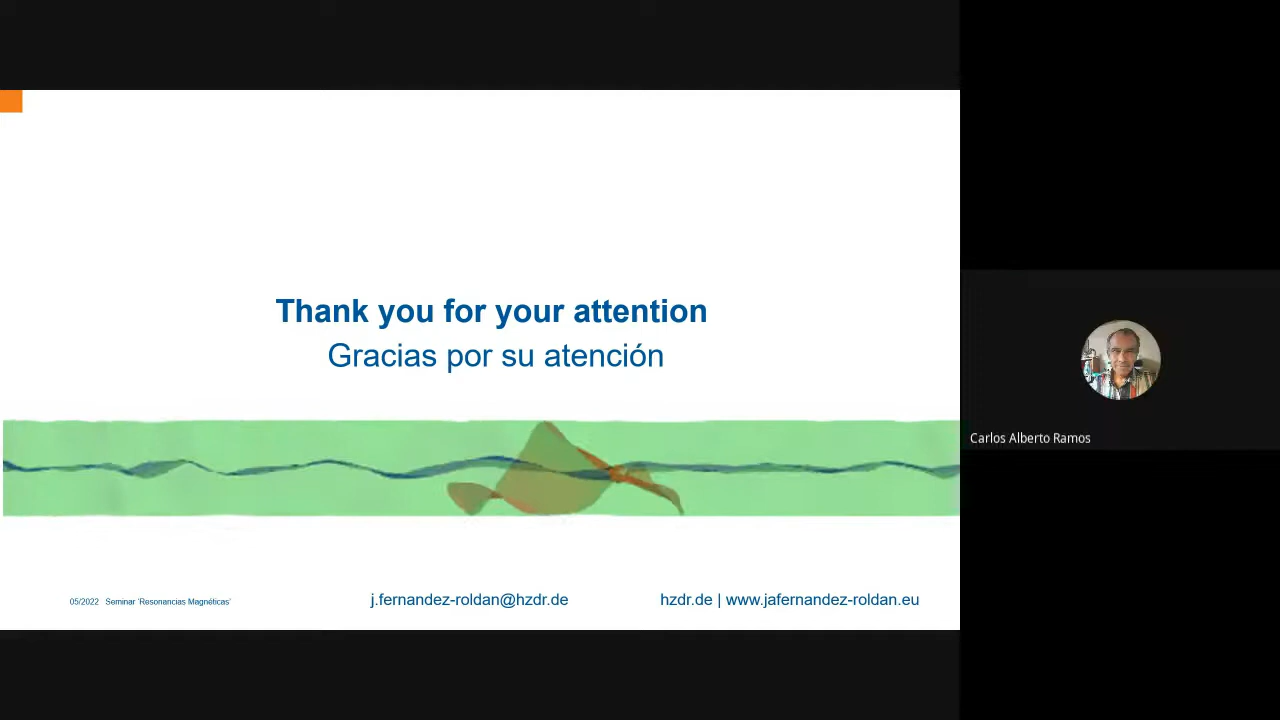 Thank you for your attention
Gracias por su atención
Carlos Alberto Ramos
05/2022 Seminar 'Resonancias Magnéticas'
j.fernandez-roldan@hzdr.de
hzdr.de | www.jafernandez-roldan.eu